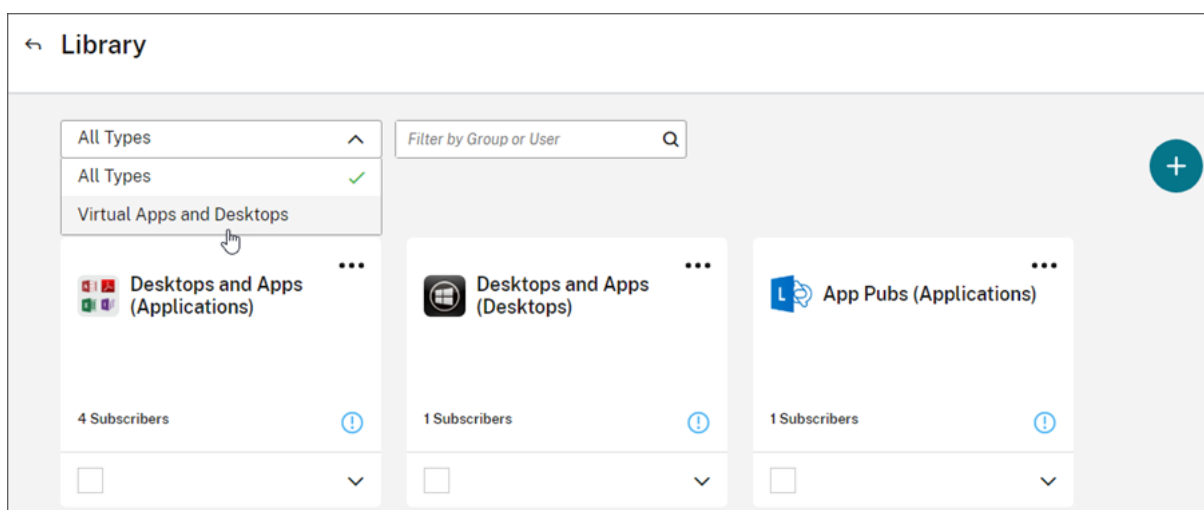 Library
All Types
Filter by Group or User
All Types
Virtual Apps and Desktops
Desktops and Apps
(Applications)
Desktops and Apps
(Desktops)
App Pubs (Applications)
4 Subscribers
1 Subscribers
1 Subscribers